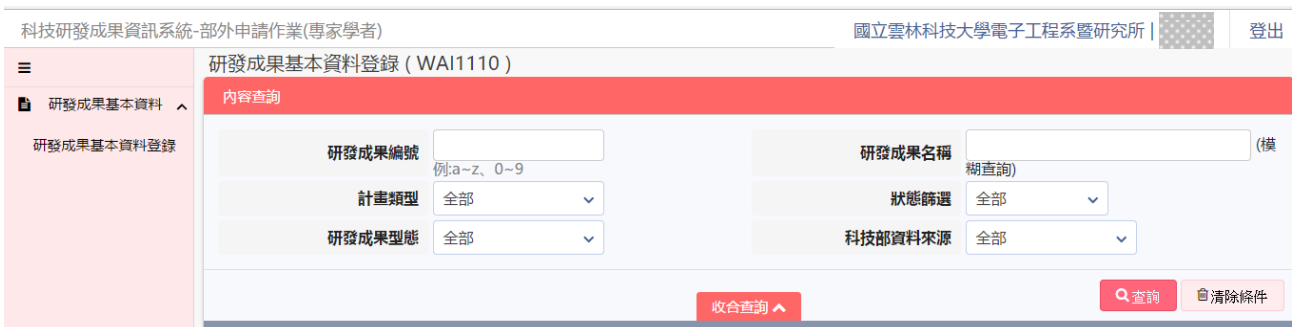 科技研發成果資訊系統-部外申請作業(專家學者) 國立雲林科技大學電子工程系暨研究所 | 登出
研發成果基本資料登錄 ( WAI1110 )
研發成果基本資料
內容查詢
研發成果基本資料登錄
研發成果編號 研發成果名稱 (模
例:a~z、0~9 糊查詢)
計畫類型 全部 狀態篩選 全部
研發成果型態 全部 科技部資料來源 全部
查詢 清除條件
收合查詢